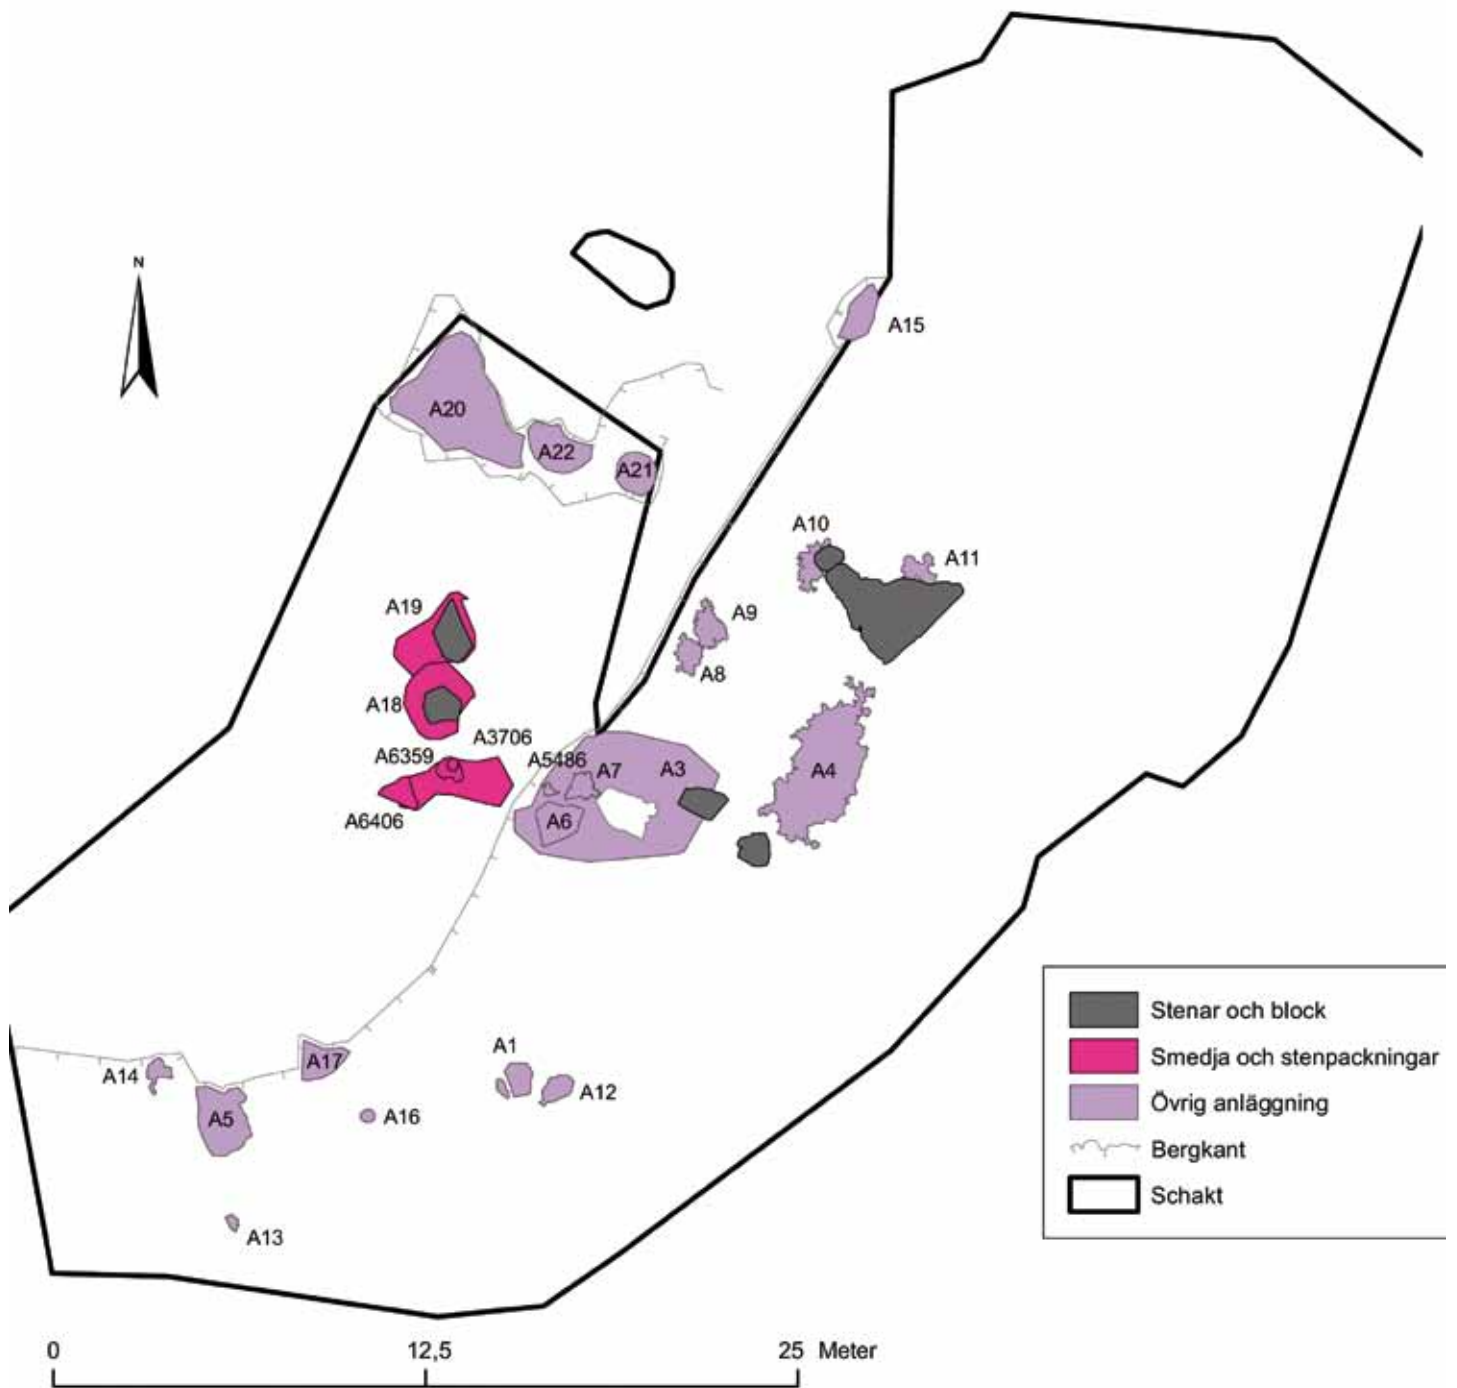 N
A15
A20
A22
A21
A10
A11
A19
A9
A8
A18
A3706
A6359
A5486
A7
A3
A4
A6406
A6
A14
A17
A1
A12
A5
A16
A13
Stenar och block
Smedja och stenpackningar
Övrig anläggning
Bergkant
Schakt
0 12,5 25 Meter